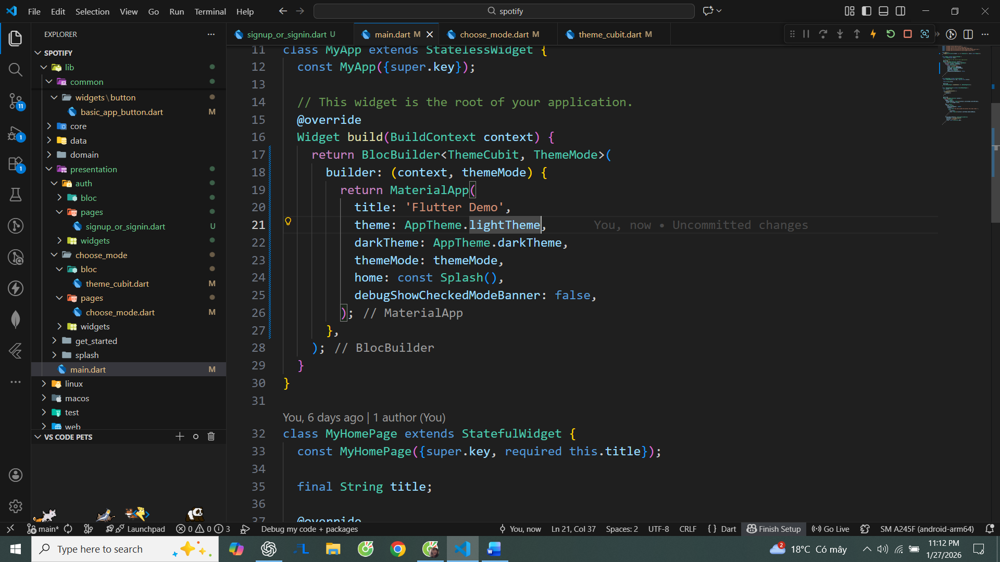 File Edit Selection View Go Run Terminal Help
spotify
EXPLORER
SPOTIFY
lib
common
widgets\button
basic_app_button.dart M
core
data
domain
presentation
auth
bloc
pages
signup_or_signin.dart U
widgets
choose_mode
bloc
theme_cubit.dart M
pages
choose_mode.dart M
widgets
get_started
splash
main.dart M
linux
macos
test
web
VS CODE PETS
11
1
1
signup_or_signin.dart U main.dart M choose_mode.dart M theme_cubit.dart M
11 class MyApp extends StatelessWidget {
12 const MyApp({super.key});
13
14 // This widget is the root of your application.
15 @override
16 Widget build(BuildContext context) {
17 return BlocBuilder<ThemeCubit, ThemeMode>(
18 builder: (context, themeMode) {
19 return MaterialApp(
20 title: 'Flutter Demo',
21 theme: AppTheme.lightTheme, You, now • Uncommitted changes
22 darkTheme: AppTheme.darkTheme,
23 themeMode: themeMode,
24 home: const Splash(),
25 debugShowCheckedModeBanner: false,
26 ); // MaterialApp
27 },
28 ); // BlocBuilder
29 }
30 }
31
You, 6 days ago | 1 author (You)
32 class MyHomePage extends StatefulWidget {
33 const MyHomePage({super.key, required this.title});
34
35 final String title;
36
37 @override
main* Launchpad 0 0 3 Debug my code + packages You, now Ln 21, Col 37 Spaces: 2 UTF-8 CRLF { } Dart Finish Setup Go Live SM A245F (android-arm64)
Type here to search
2
18°C Có mây
11:12 PM
1/27/2026